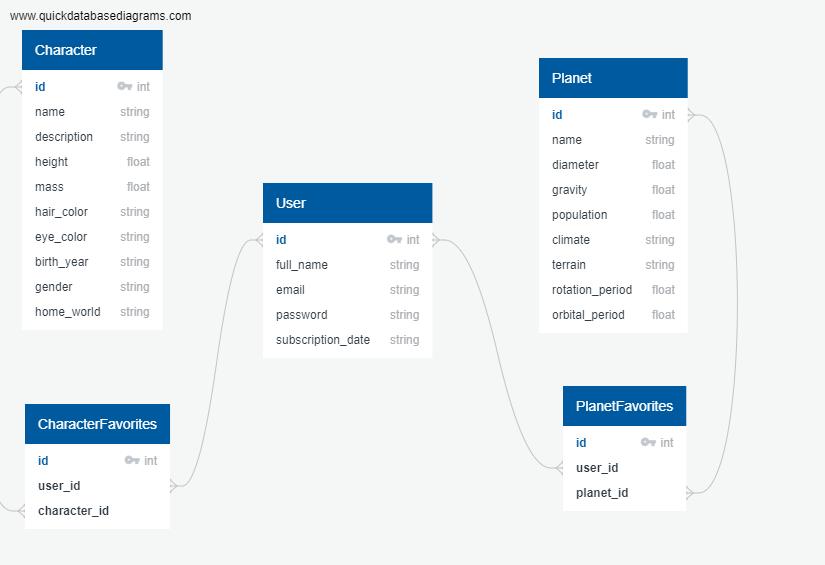 www.quickdatabasediagrams.com
Character
id int
name string
description string
height float
mass float
hair_color string
eye_color string
birth_year string
gender string
home_world string
User
id int
full_name string
email string
password string
subscription_date string
Planet
id int
name string
diameter float
gravity float
population float
climate string
terrain string
rotation_period float
orbital_period float
CharacterFavorites
id int
user_id
character_id
PlanetFavorites
id int
user_id
planet_id